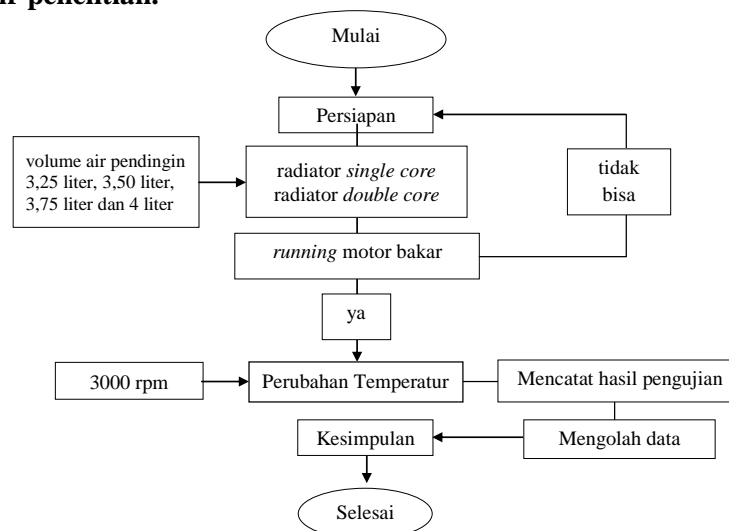 penelitian.
Mulai
Persiapan
volume air pendingin
3,25 liter, 3,50 liter,
3,75 liter dan 4 liter
radiator single core
radiator double core
tidak
bisa
running motor bakar
ya
3000 rpm
Perubahan Temperatur
Mencatat hasil pengujian
Kesimpulan
Mengolah data
Selesai